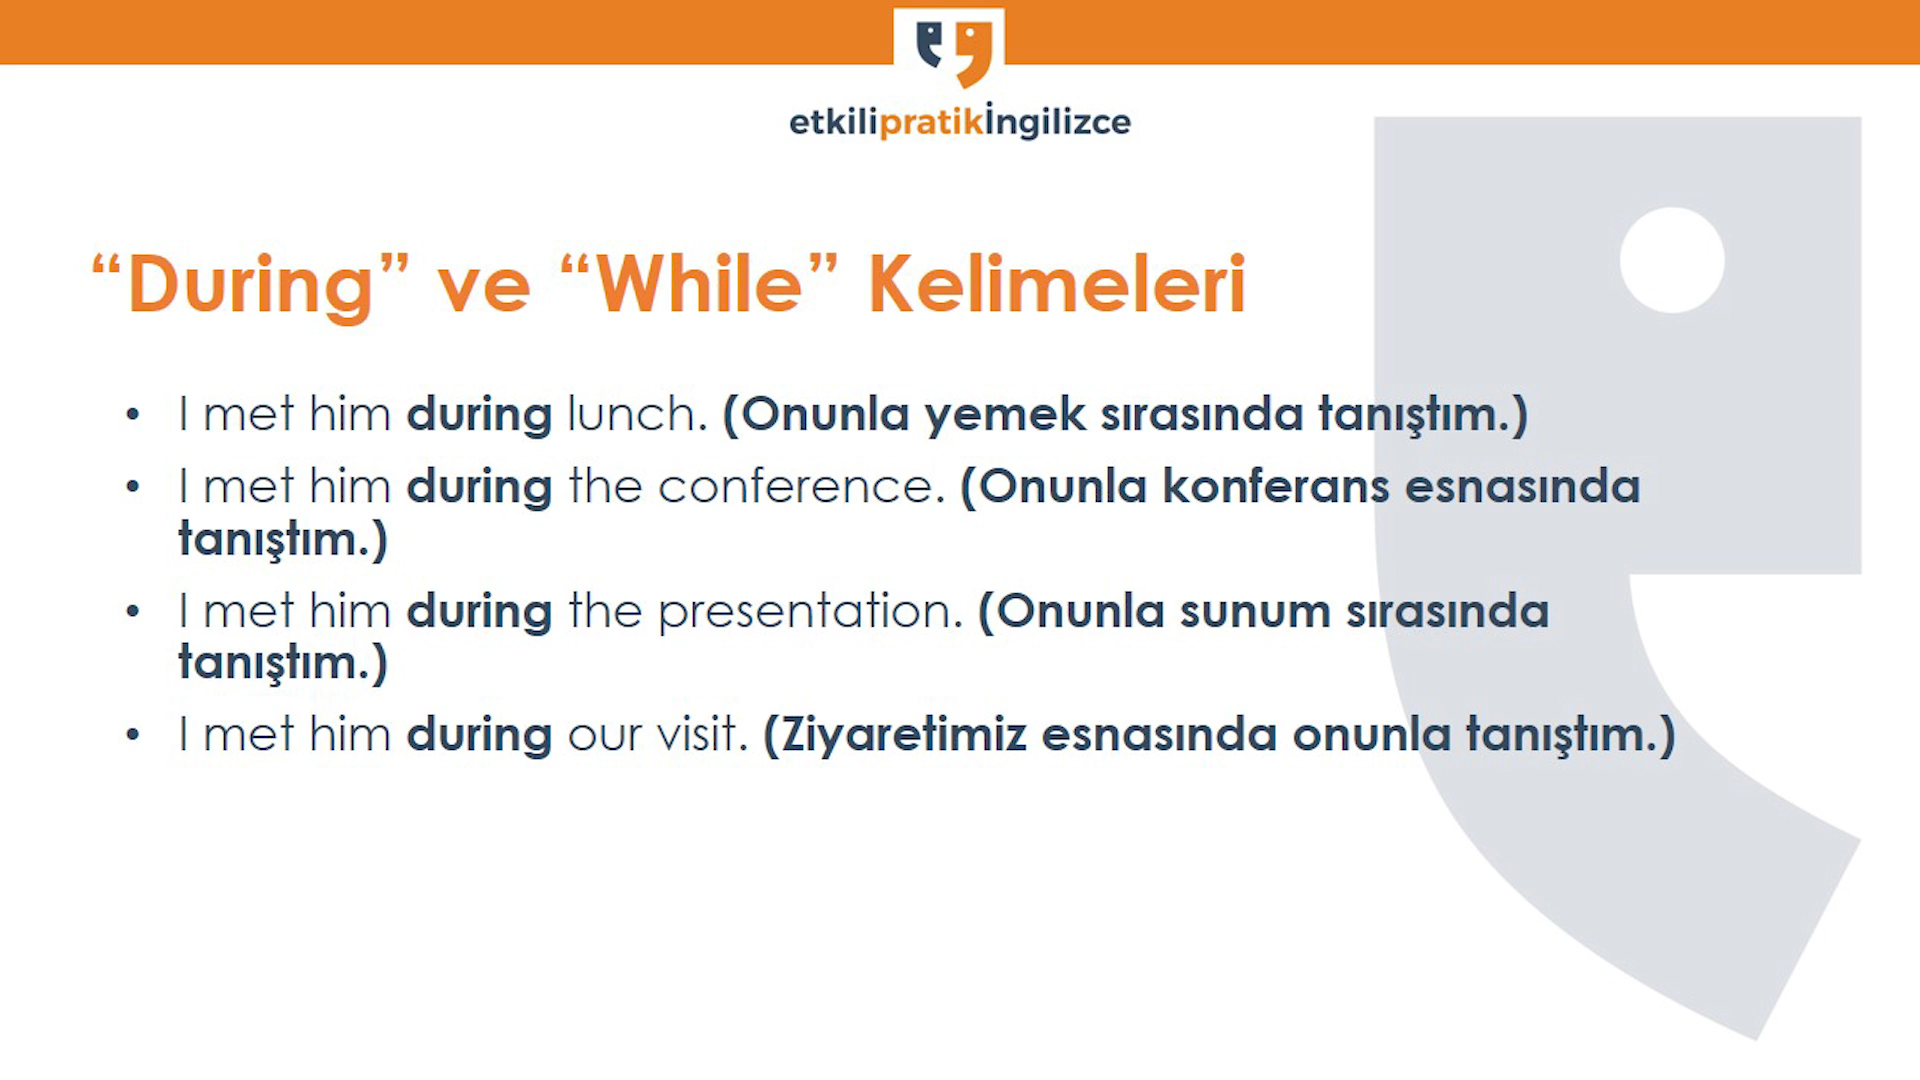 etkilipratikİngilizce
“During” ve “While” Kelimeleri
• I met him during lunch. (Onunla yemek sırasında tanıştım.)
• I met him during the conference. (Onunla konferans esnasında
tanıştım.)
• I met him during the presentation. (Onunla sunum sırasında
tanıştım.)
• I met him during our visit. (Ziyaretimiz esnasında onunla tanıştım.)